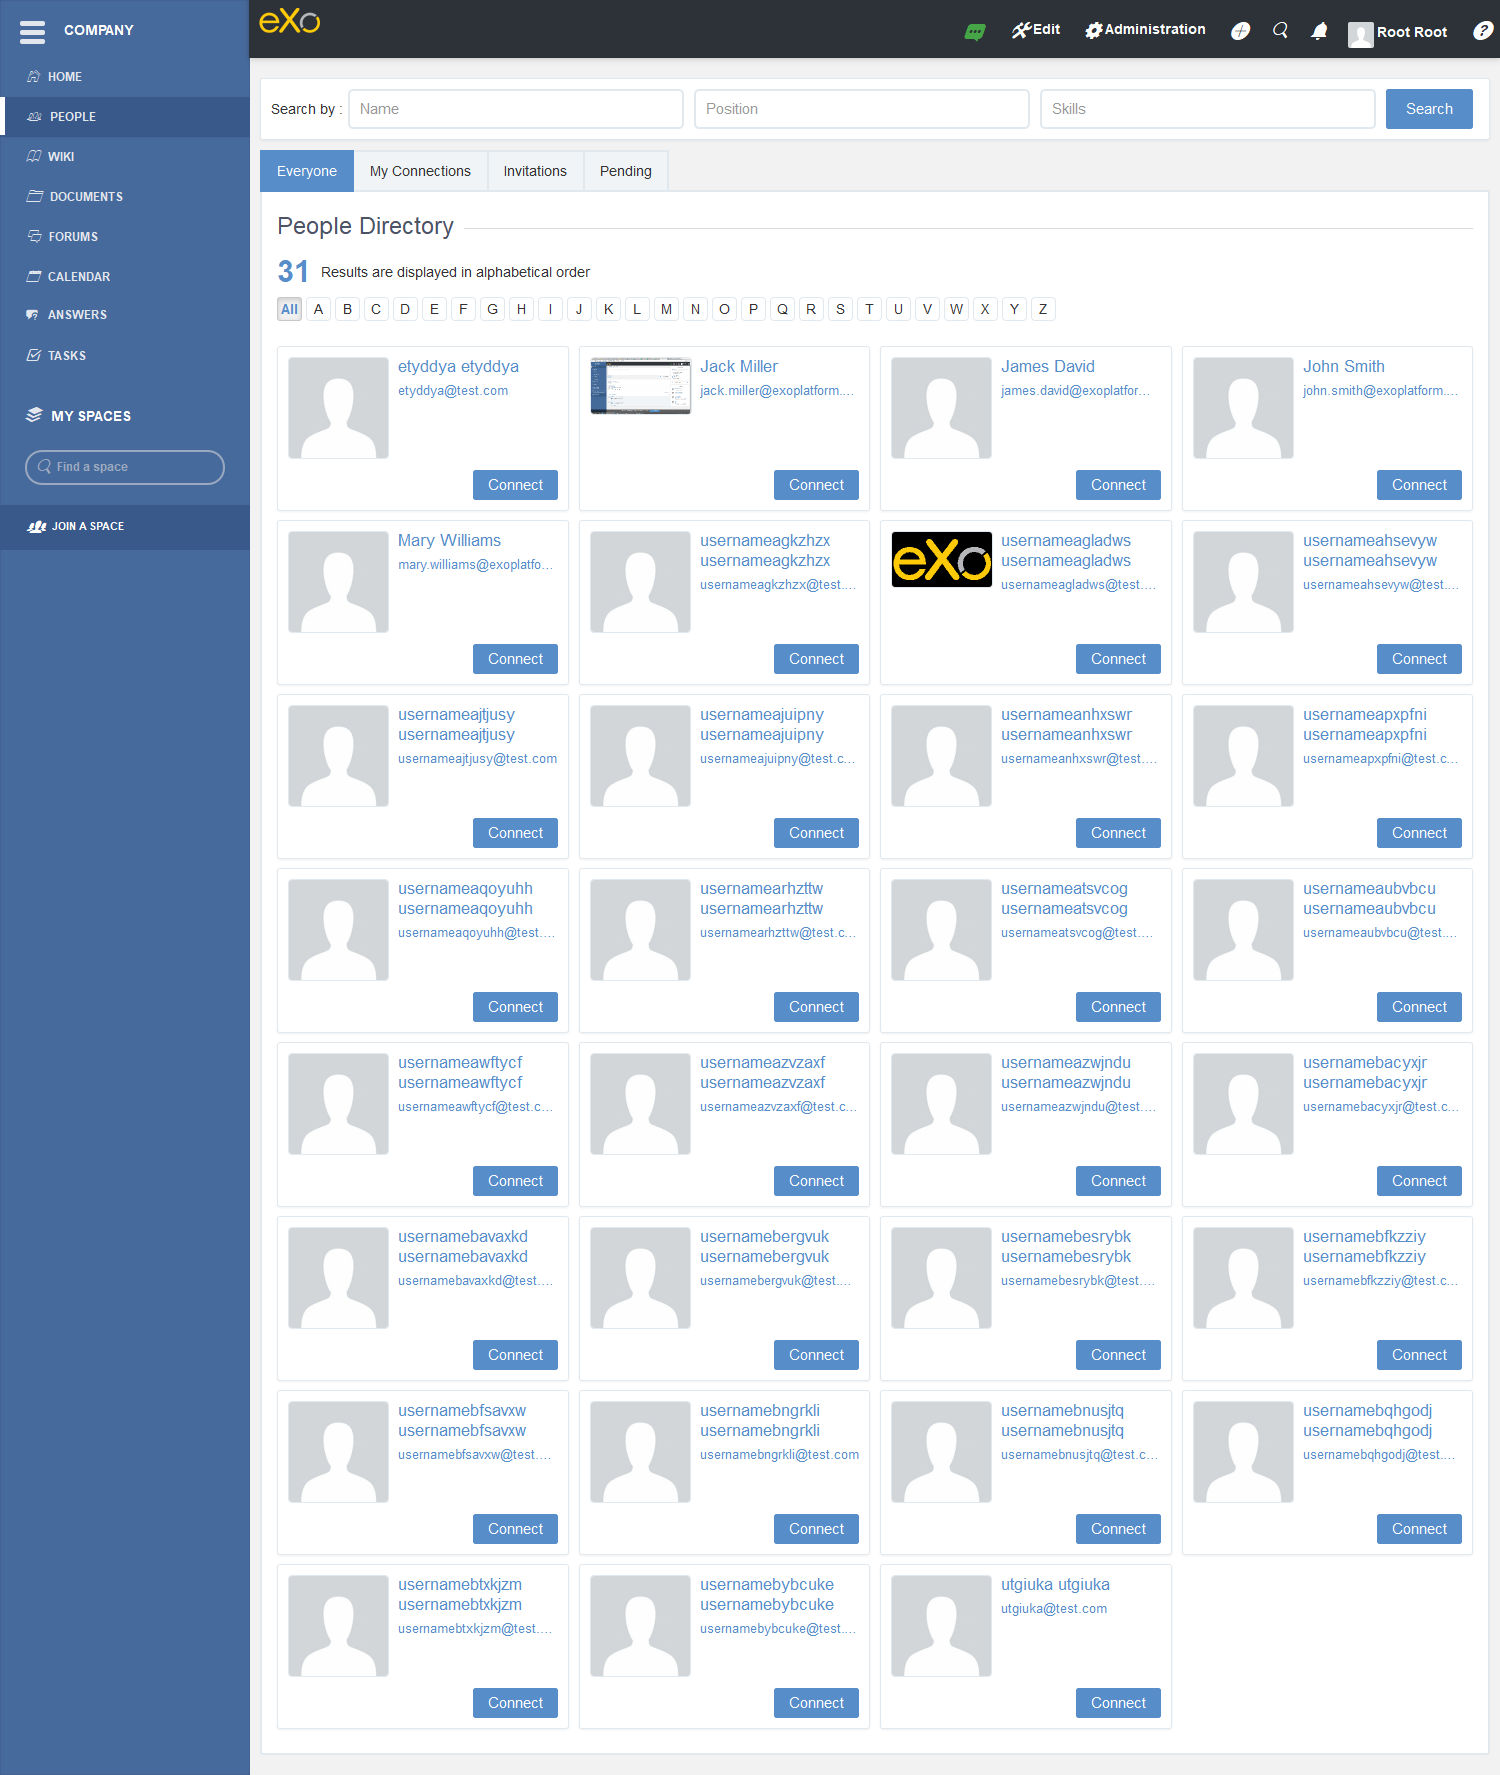 COMPANY
HOME
PEOPLE
WIKI
DOCUMENTS
FORUMS
CALENDAR
ANSWERS
TASKS
MY SPACES
Find a space
JOIN A SPACE
eXo
Edit
Administration
Root Root
Search by :
Name
Position
Skills
Search
Everyone
My Connections
Invitations
Pending
People Directory
31 Results are displayed in alphabetical order
All A B C D E F G H I J K L M N O P Q R S T U V W X Y Z
etyddya etyddya
etyddya@test.com
Connect
Jack Miller
jack.miller@exoplatform....
Connect
James David
james.david@exoplatfor...
Connect
John Smith
john.smith@exoplatform....
Connect
Mary Williams
mary.williams@exoplatfo...
Connect
usernameagkzhzx
usernameagkzhzx
usernameagkzhzx@test....
Connect
eXo
usernameagladws
usernameagladws
usernameagladws@test....
Connect
usernameahsevyw
usernameahsevyw
usernameahsevyw@test....
Connect
usernameajtjusy
usernameajtjusy
usernameajtjusy@test.com
Connect
usernameajuipny
usernameajuipny
usernameajuipny@test.c...
Connect
usernameanhxswr
usernameanhxswr
usernameanhxswr@test....
Connect
usernameapxpfni
usernameapxpfni
usernameapxpfni@test.c...
Connect
usernameaqoyuhh
usernameaqoyuhh
usernameaqoyuhh@test....
Connect
usernamearhzttw
usernamearhzttw
usernamearhzttw@test.c...
Connect
usernameatsvcog
usernameatsvcog
usernameatsvcog@test....
Connect
usernameaubvbcu
usernameaubvbcu
usernameaubvbcu@test....
Connect
usernameawftycf
usernameawftycf
usernameawftycf@test.c...
Connect
usernameazvzaxf
usernameazvzaxf
usernameazvzaxf@test.c...
Connect
usernameazwjndu
usernameazwjndu
usernameazwjndu@test....
Connect
usernamebacyxjr
usernamebacyxjr
usernamebacyxjr@test.c...
Connect
usernamebavaxkd
usernamebavaxkd
usernamebavaxkd@test....
Connect
usernamebergvuk
usernamebergvuk
usernamebergvuk@test....
Connect
usernamebesrybk
usernamebesrybk
usernamebesrybk@test....
Connect
usernamebfkzziy
usernamebfkzziy
usernamebfkzziy@test.c...
Connect
usernamebfsavxw
usernamebfsavxw
usernamebfsavxw@test....
Connect
usernamebngrkli
usernamebngrkli
usernamebngrkli@test.com
Connect
usernamebnusjtq
usernamebnusjtq
usernamebnusjtq@test.c...
Connect
usernamebqhgodj
usernamebqhgodj
usernamebqhgodj@test....
Connect
usernamebtxkjzm
usernamebtxkjzm
usernamebtxkjzm@test....
Connect
usernamebybcuke
usernamebybcuke
usernamebybcuke@test....
Connect
utgiuka utgiuka
utgiuka@test.com
Connect